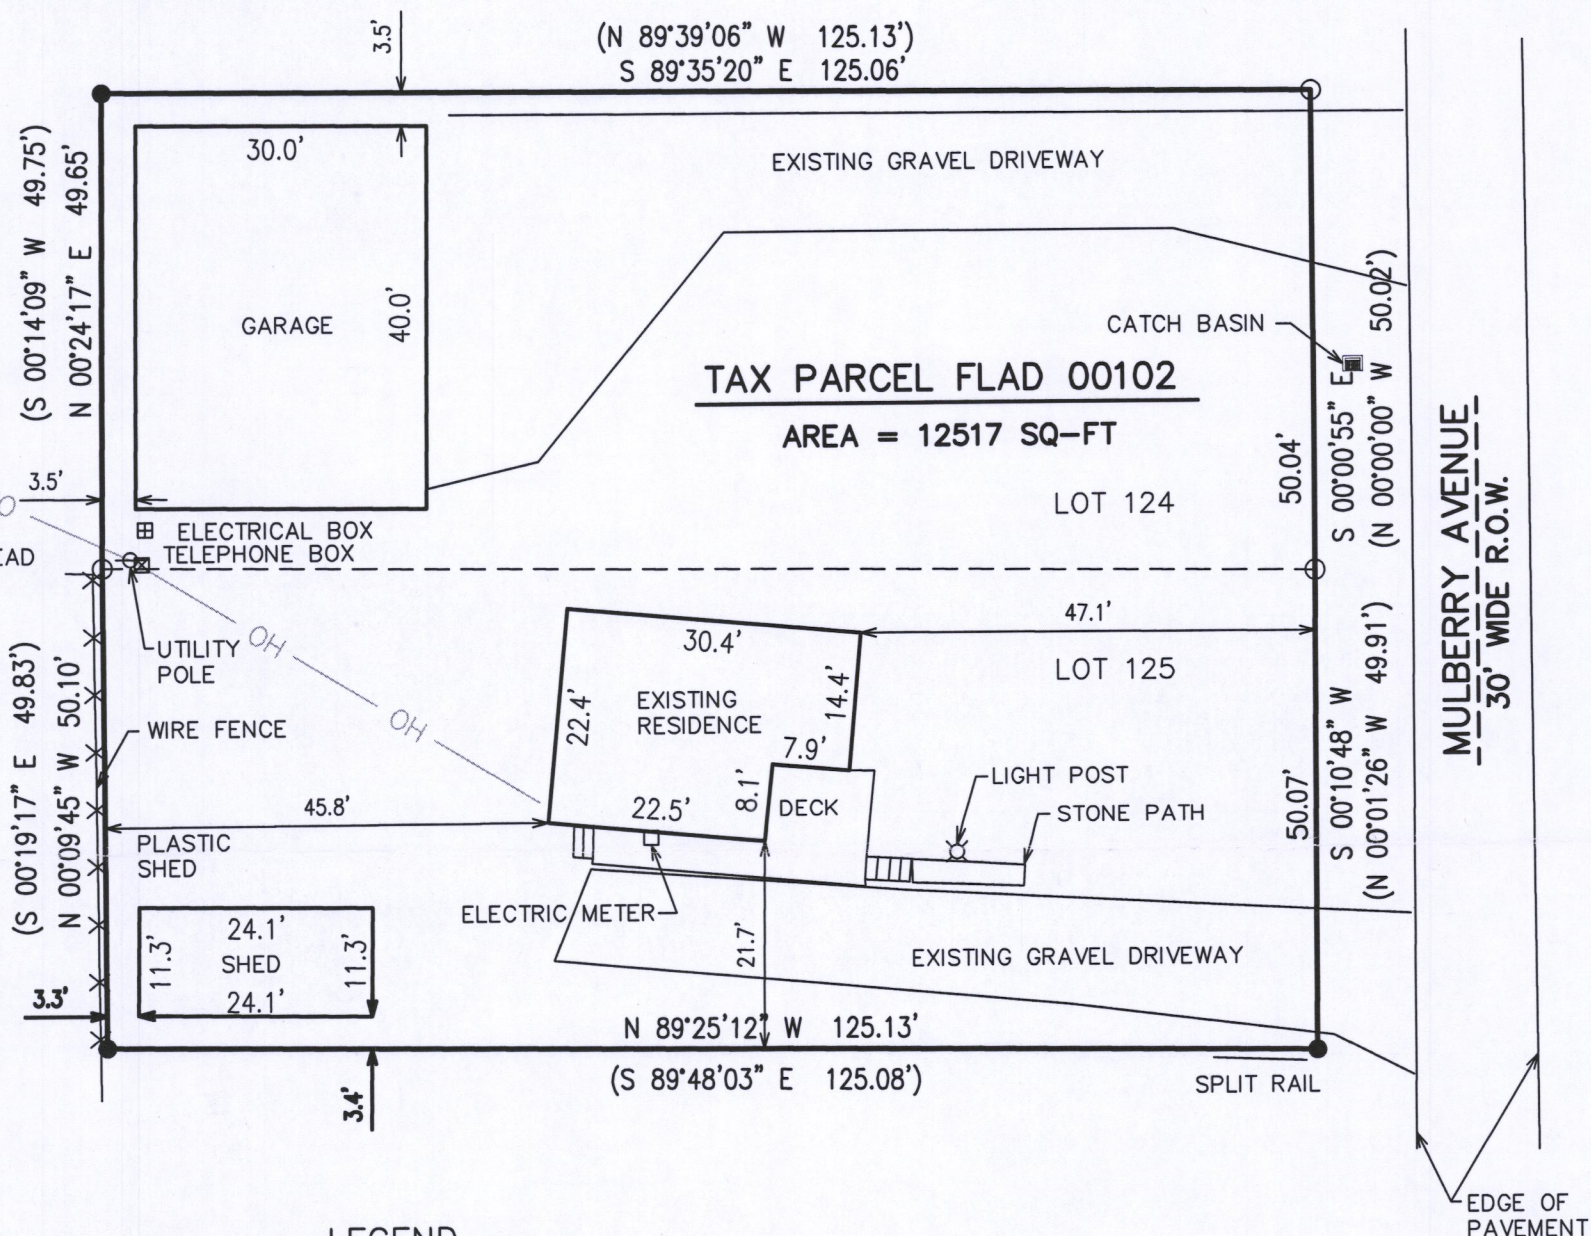 3.5'
(N 89°39'06" W 125.13')
S 89°35'20" E 125.06'
(S 00°14'09" W 49.75')
N 00°24'17" E 49.65'
30.0'
40.0'
GARAGE
EXISTING GRAVEL DRIVEWAY
CATCH BASIN
TAX PARCEL FLAD 00102
AREA = 12517 SQ-FT
LOT 124
50.04'
S 00°00'55" E
(N 00°00'00" W 50.02')
MULBERRY AVENUE
30' WIDE R.O.W.
3.5'
ELECTRICAL BOX
TELEPHONE BOX
EAD
UTILITY
POLE
OH
OH
WIRE FENCE
(S 00°19'17" E 49.83')
N 00°09'45" W 50.10'
47.1'
LOT 125
30.4'
22.4'
14.4'
EXISTING
RESIDENCE
7.9'
8.1'
22.5'
DECK
45.8'
LIGHT POST
STONE PATH
50.07'
S 00°10'48" W
(N 00°01'26" W 49.91')
PLASTIC
SHED
ELECTRIC METER
24.1'
11.3'
SHED
11.3'
24.1'
3.3'
3.4'
21.7'
EXISTING GRAVEL DRIVEWAY
N 89°25'12" W 125.13'
(S 89°48'03" E 125.08')
SPLIT RAIL
EDGE OF
PAVEMENT
LEGEND